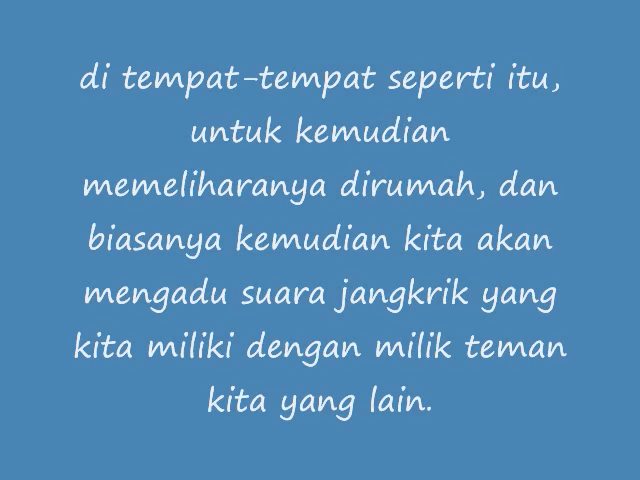 di tempat-tempat seperti itu,
untuk kemudian
memeliharanya dirumah, dan
biasanya kemudian kita akan
mengadu suara jangkrik yang
kita miliki dengan milik teman
kita yang lain.